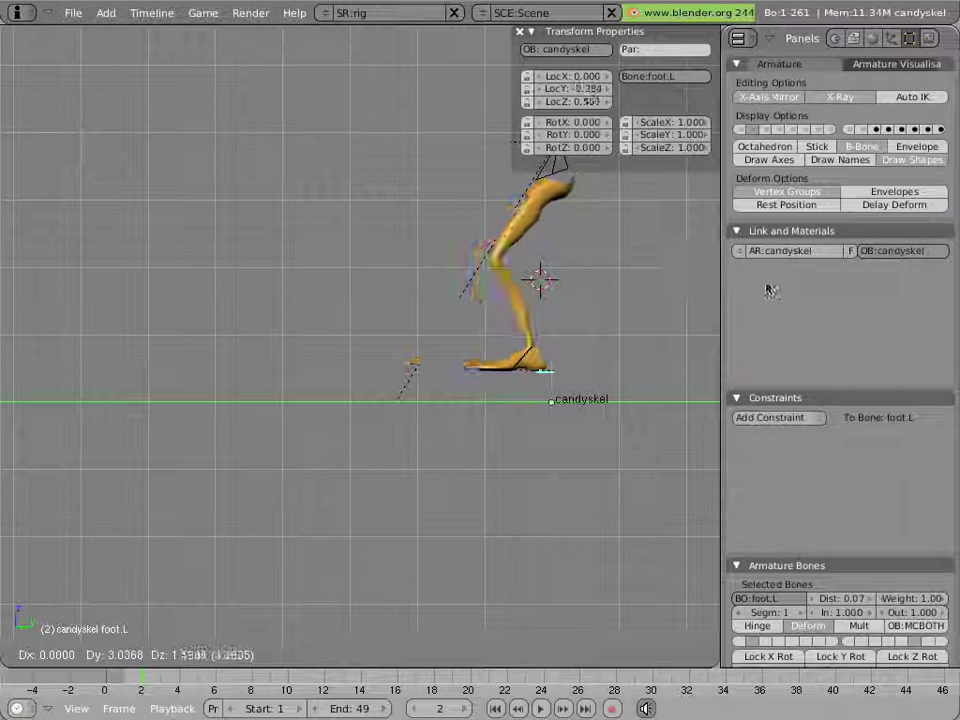 File Add Timeline Game Render Help SR:rig SCE:Scene www.blender.org 244 Bo:1-261 | Mem:11.34M candyskel
Transform Properties
OB: candyskel Par:
LocX: 0.000 Bone:foot.L
LocY:
LocZ:
RotX: 0.000 ScaleX: 1.000
RotY: 0.000 ScaleY: 1.000
RotZ: 0.000 ScaleZ: 1.000
Panels
Armature Armature Visualisa
Editing Options
X-Axis Mirror X-Ray Auto IK
Display Options
Octahedron Stick B-Bone Envelope
Draw Axes Draw Names Draw Shapes
Deform Options
Vertex Groups Envelopes
Rest Position Delay Deform
Link and Materials
AR:candyskel F OB:candyskel
Constraints
Add Constraint To Bone: foot.L
Armature Bones
Selected Bones
BO:foot.L Dist: 0.07 Weight: 1.00
Segm: 1 In: 1.000 Out: 1.000
Hinge Deform Mult OB:MCBOTH
Lock X Rot Lock Y Rot Lock Z Rot
candyskel
z
y
(2) candyskel foot.L
Dx: 0.0000 Dy: 3.0368 Dz:
-4 -2 0 2 4 6 8 10 12 14 16 18 20 22 24 26 28 30 32 34 36 38 40 42 44 46
View Frame Playback Pr Start: 1 End: 49 2